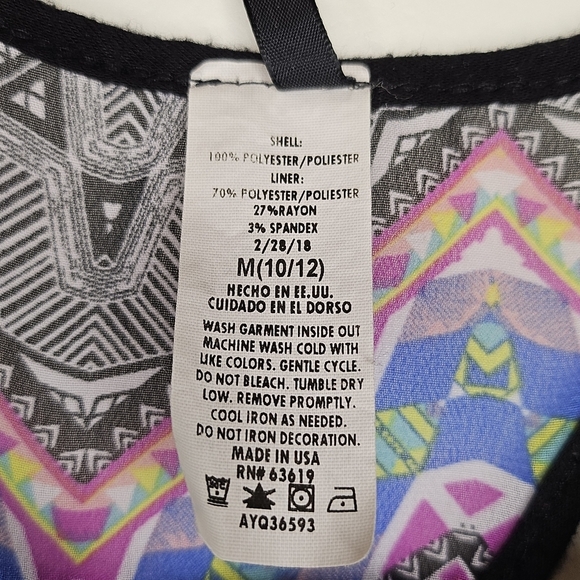 SHELL:
100% POLYESTER/POLIESTER
LINER:
70% POLYESTER/POLIESTER
27%RAYON
3% SPANDEX
2/28/18
M(10/12)
HECHO EN EE.UU.
CUIDADO EN EL DORSO
WASH GARMENT INSIDE OUT
MACHINE WASH COLD WITH
LIKE COLORS. GENTLE CYCLE.
DO NOT BLEACH. TUMBLE DRY
LOW. REMOVE PROMPTLY.
COOL IRON AS NEEDED.
DO NOT IRON DECORATION.
MADE IN USA
RN# 63619
AYQ36593